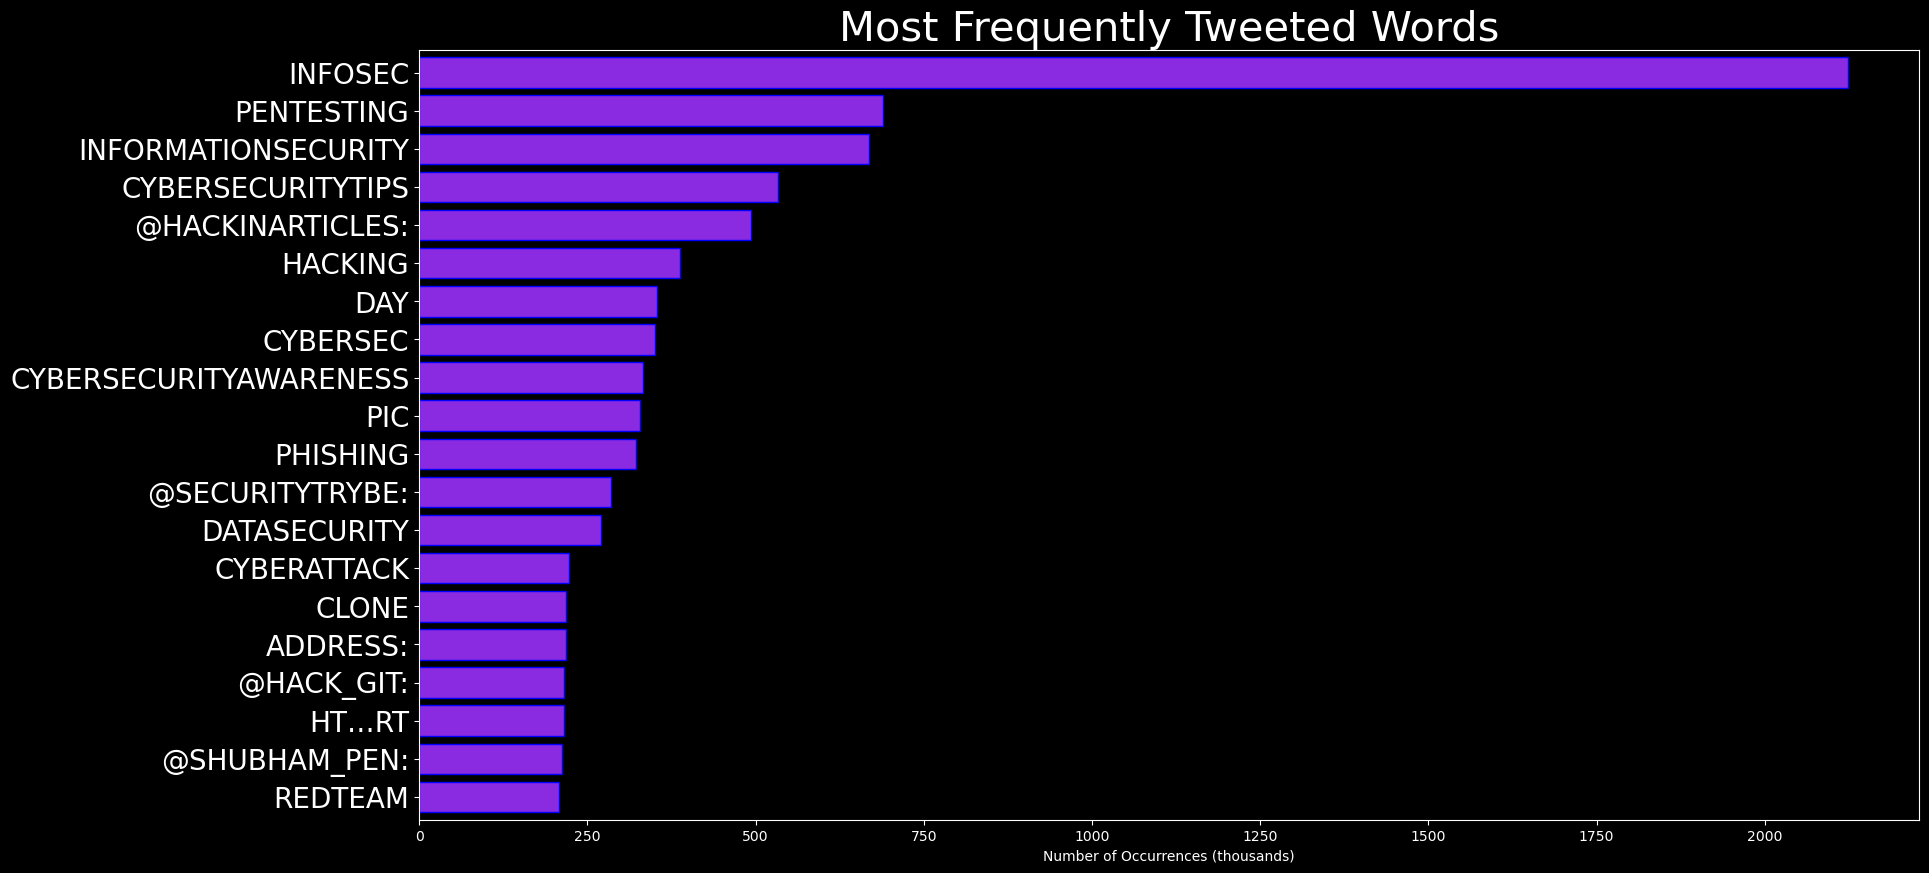 Most Frequently Tweeted Words
INFOSEC
PENTESTING
INFORMATIONSECURITY
CYBERSECURITYTIPS
@HACKINARTICLES:
HACKING
DAY
CYBERSEC
CYBERSECURITYAWARENESS
PIC
PHISHING
@SECURITYTRYBE:
DATASECURITY
CYBERATTACK
CLONE
ADDRESS:
@HACK_GIT:
HT…RT
@SHUBHAM_PEN:
REDTEAM
0 250 500 750 1000 1250 1500 1750 2000
Number of Occurrences (thousands)